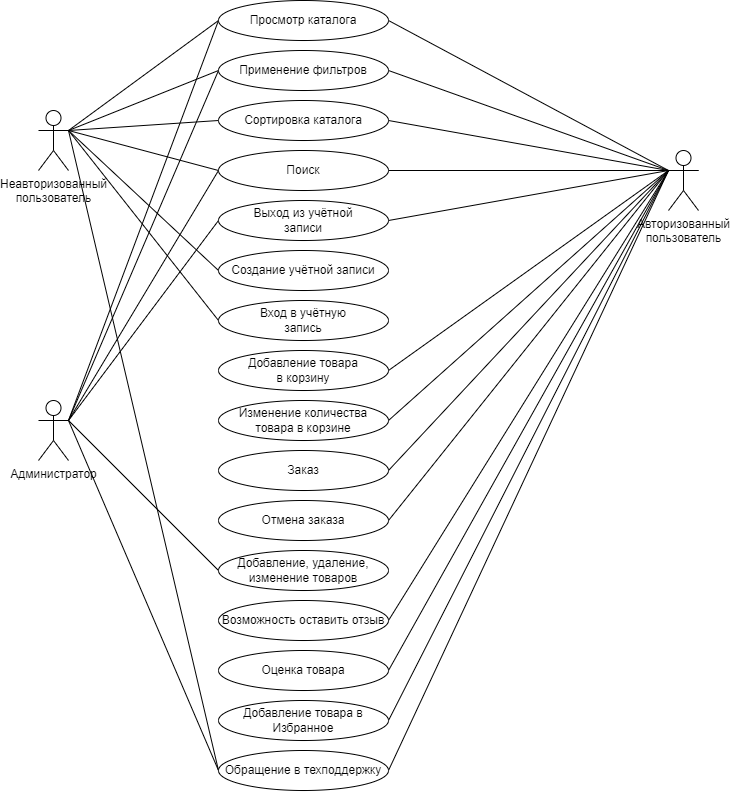 Просмотр каталога
Применение фильтров
Сортировка каталога
Поиск
Неавторизованный
пользователь
Выход из учётной
записи
Авторизованный
пользователь
Создание учётной записи
Вход в учётную
запись
Добавление товара
в корзину
Изменение количества
товара в корзине
Администратор
Заказ
Отмена заказа
Добавление, удаление,
изменение товаров
Возможность оставить отзыв
Оценка товара
Добавление товара в
Избранное
Обращение в техподдержку